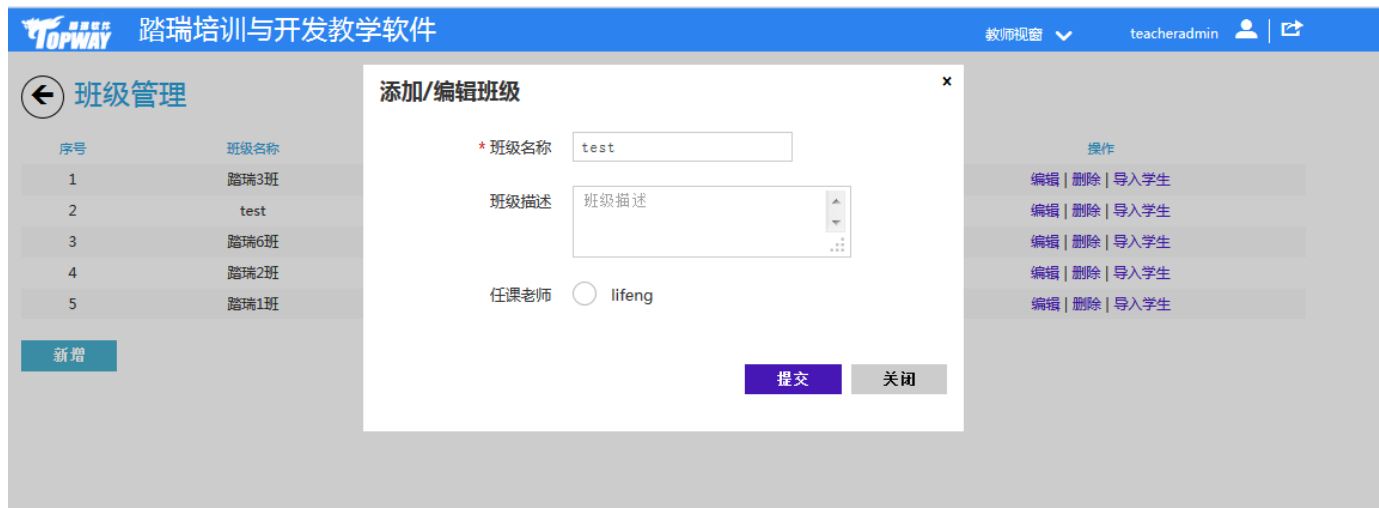 TOPWAY 踏瑞培训与开发教学软件 教师视窗 teacheradmin
班级管理
添加/编辑班级 x
* 班级名称 test
班级描述 班级描述
任课老师 lifeng
提交 关闭
序号 班级名称 操作
1 踏瑞3班 编辑 | 删除 | 导入学生
2 test 编辑 | 删除 | 导入学生
3 踏瑞6班 编辑 | 删除 | 导入学生
4 踏瑞2班 编辑 | 删除 | 导入学生
5 踏瑞1班 编辑 | 删除 | 导入学生
新增